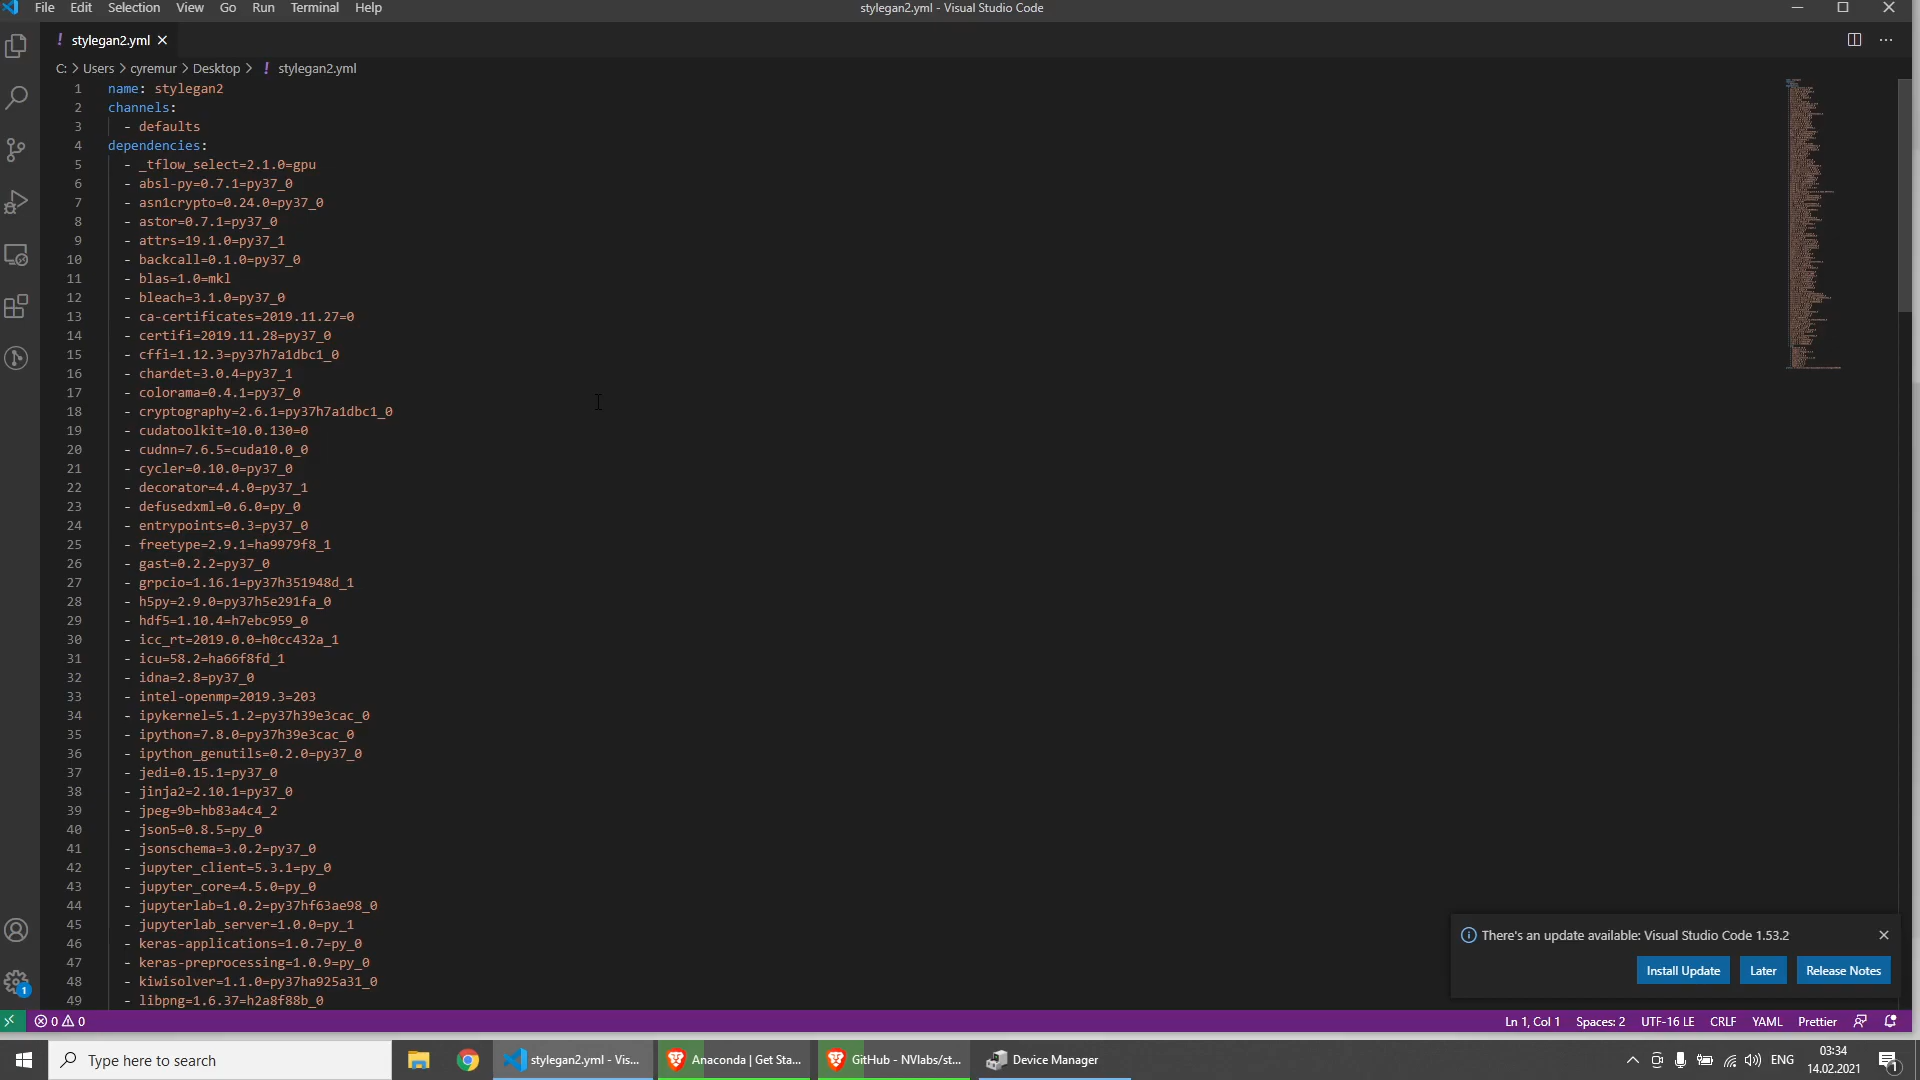 File Edit Selection View Go Run Terminal Help
stylegan2.yml - Visual Studio Code
! stylegan2.yml
C: > Users > cyremur > Desktop > ! stylegan2.yml
1 name: stylegan2
2 channels:
3 - defaults
4 dependencies:
5 - _tflow_select=2.1.0=gpu
6 - absl-py=0.7.1=py37_0
7 - asn1crypto=0.24.0=py37_0
8 - astor=0.7.1=py37_0
9 - attrs=19.1.0=py37_1
10 - backcall=0.1.0=py37_0
11 - blas=1.0=mkl
12 - bleach=3.1.0=py37_0
13 - ca-certificates=2019.11.27=0
14 - certifi=2019.11.28=py37_0
15 - cffi=1.12.3=py37h7a1dbc1_0
16 - chardet=3.0.4=py37_1
17 - colorama=0.4.1=py37_0
18 - cryptography=2.6.1=py37h7a1dbc1_0
19 - cudatoolkit=10.0.130=0
20 - cudnn=7.6.5=cuda10.0_0
21 - cycler=0.10.0=py37_0
22 - decorator=4.4.0=py37_1
23 - defusedxml=0.6.0=py_0
24 - entrypoints=0.3=py37_0
25 - freetype=2.9.1=ha9979f8_1
26 - gast=0.2.2=py37_0
27 - grpcio=1.16.1=py37h351948d_1
28 - h5py=2.9.0=py37h5e291fa_0
29 - hdf5=1.10.4=h7ebc959_0
30 - icc_rt=2019.0.0=h0cc432a_1
31 - icu=58.2=ha66f8fd_1
32 - idna=2.8=py37_0
33 - intel-openmp=2019.3=203
34 - ipykernel=5.1.2=py37h39e3cac_0
35 - ipython=7.8.0=py37h39e3cac_0
36 - ipython_genutils=0.2.0=py37_0
37 - jedi=0.15.1=py37_0
38 - jinja2=2.10.1=py37_0
39 - jpeg=9b=hb83a4c4_2
40 - json5=0.8.5=py_0
41 - jsonschema=3.0.2=py37_0
42 - jupyter_client=5.3.1=py_0
43 - jupyter_core=4.5.0=py_0
44 - jupyterlab=1.0.2=py37hf63ae98_0
45 - jupyterlab_server=1.0.0=py_1
46 - keras-applications=1.0.7=py_0
47 - keras-preprocessing=1.0.9=py_0
48 - kiwisolver=1.1.0=py37ha925a31_0
49 - libpng=1.6.37=h2a8f88b_0
There's an update available: Visual Studio Code 1.53.2
Install Update Later Release Notes
1
0 0
Ln 1, Col 1 Spaces: 2 UTF-16 LE CRLF YAML Prettier
Type here to search
stylegan2.yml - Vis...
Anaconda | Get Sta...
GitHub - NVlabs/st...
Device Manager
ENG
03:34
14.02.2021
1